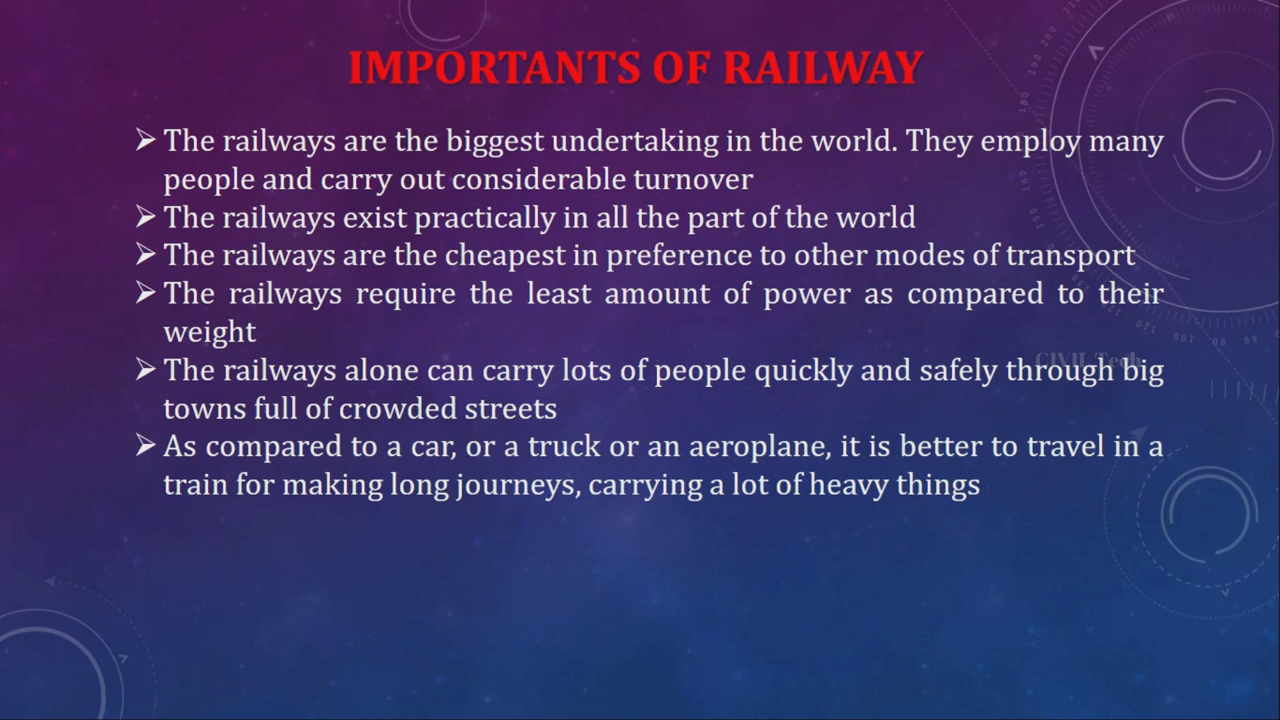 IMPORTANTS OF RAILWAY
➢ The railways are the biggest undertaking in the world. They employ many
people and carry out considerable turnover
➢ The railways exist practically in all the part of the world
➢ The railways are the cheapest in preference to other modes of transport
➢ The railways require the least amount of power as compared to their
weight
CIVIL Tech
➢ The railways alone can carry lots of people quickly and safely through big
towns full of crowded streets
➢ As compared to a car, or a truck or an aeroplane, it is better to travel in a
train for making long journeys, carrying a lot of heavy things